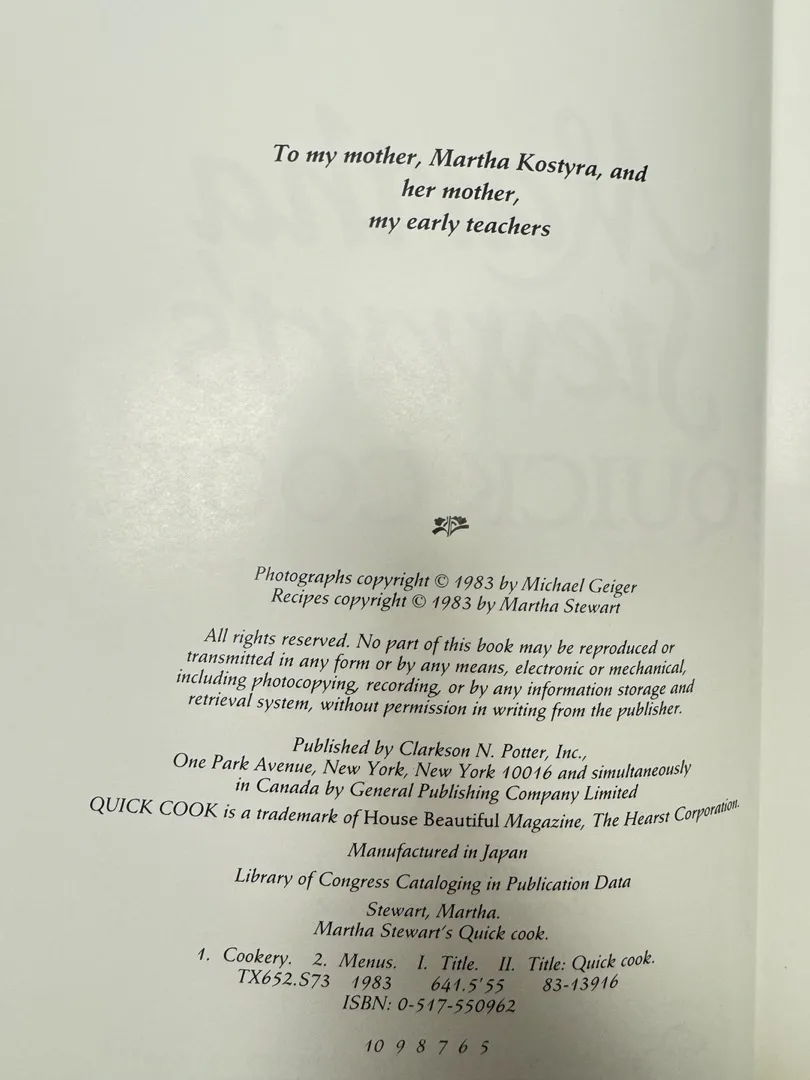 To my mother, Martha Kostyra, and
her mother,
my early teachers
Photographs copyright © 1983 by Michael Geiger
Recipes copyright © 1983 by Martha Stewart
All rights reserved. No part of this book may be reproduced or
transmitted in any form or by any means, electronic or mechanical,
including photocopying, recording, or by any information storage and
retrieval system, without permission in writing from the publisher.
Published by Clarkson N. Potter, Inc.,
One Park Avenue, New York, New York 10016 and simultaneously
in Canada by General Publishing Company Limited
QUICK COOK is a trademark of House Beautiful Magazine, The Hearst Corporation.
Manufactured in Japan
Library of Congress Cataloging in Publication Data
Stewart, Martha.
Martha Stewart's Quick cook.
1. Cookery. 2. Menus. I. Title. II. Title: Quick cook.
TX652.S73 1983 641.5'55 83-13916
ISBN: 0-517-550962
10 9 8 7 6 5